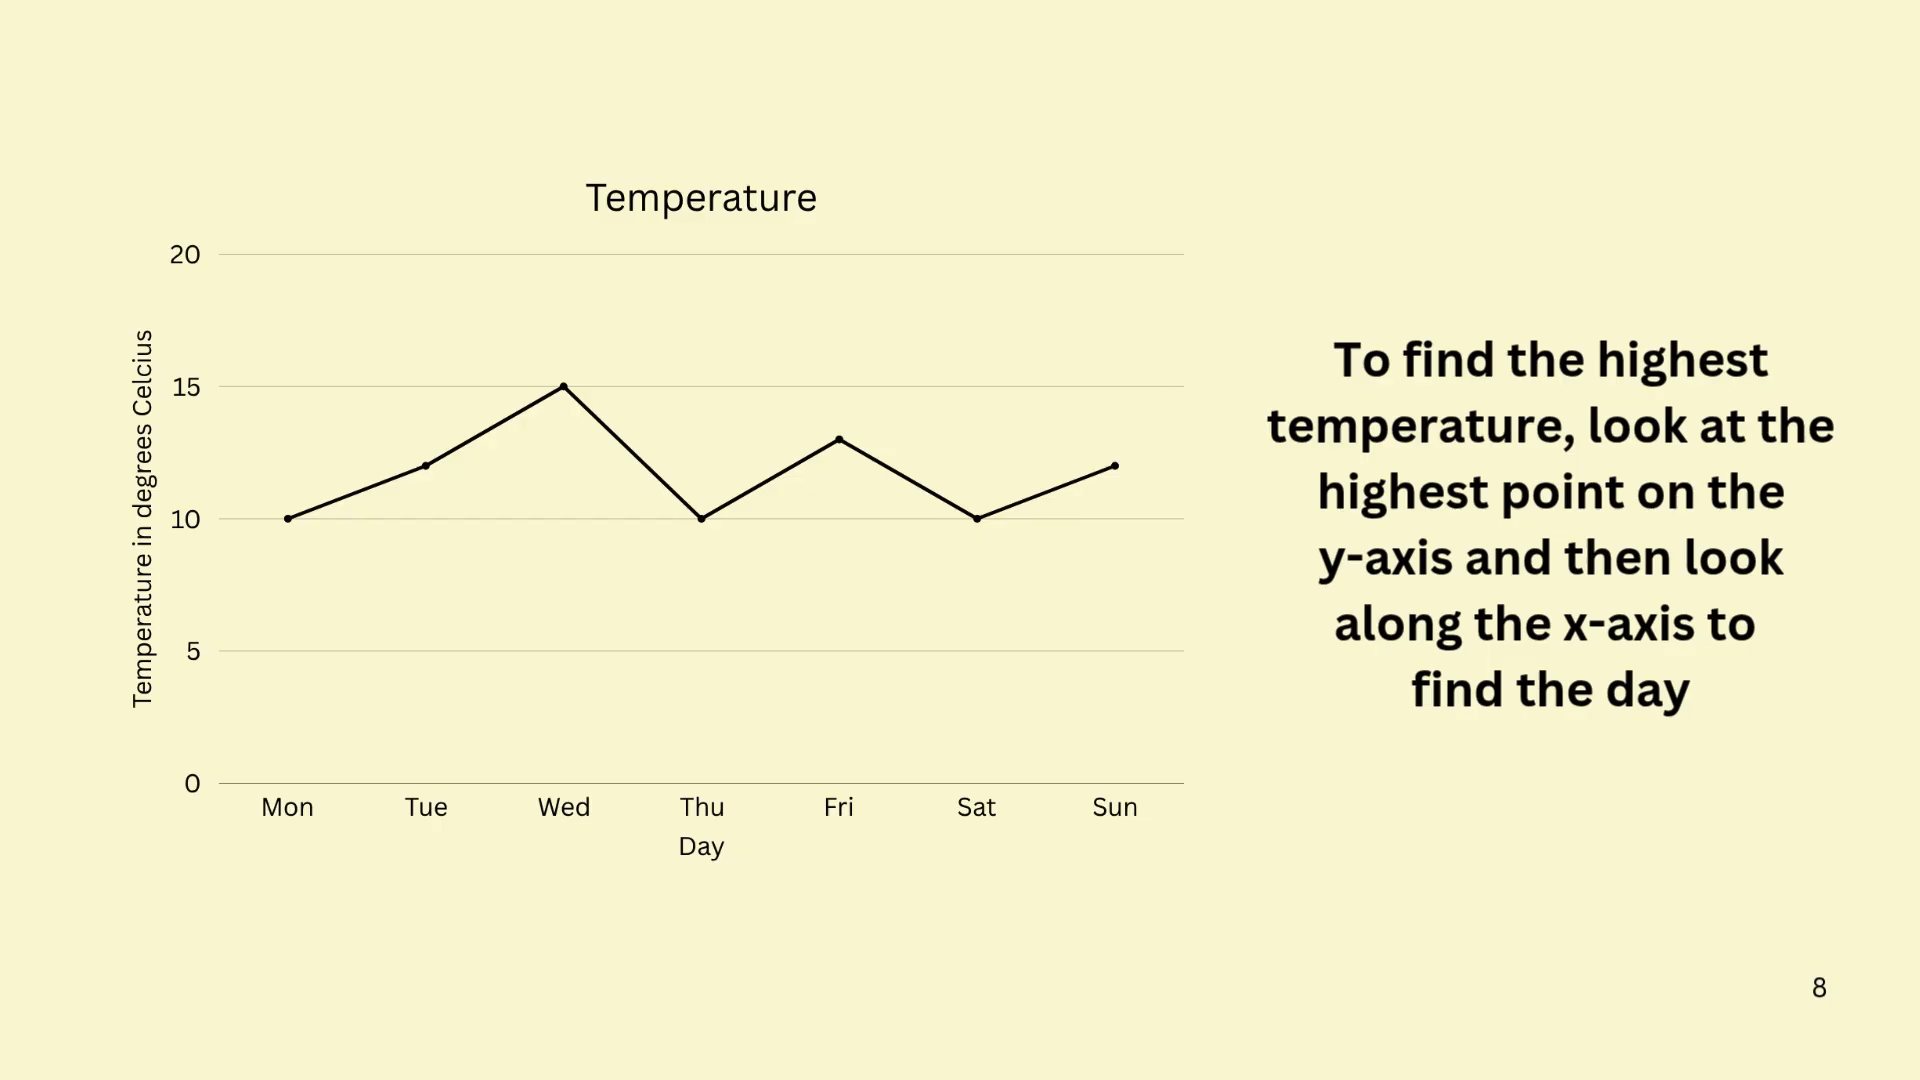 Temperature
20
15
10
5
0
Temperature in degrees Celcius
Mon Tue Wed Thu Fri Sat Sun
Day
To find the highest
temperature, look at the
highest point on the
y-axis and then look
along the x-axis to
find the day
8